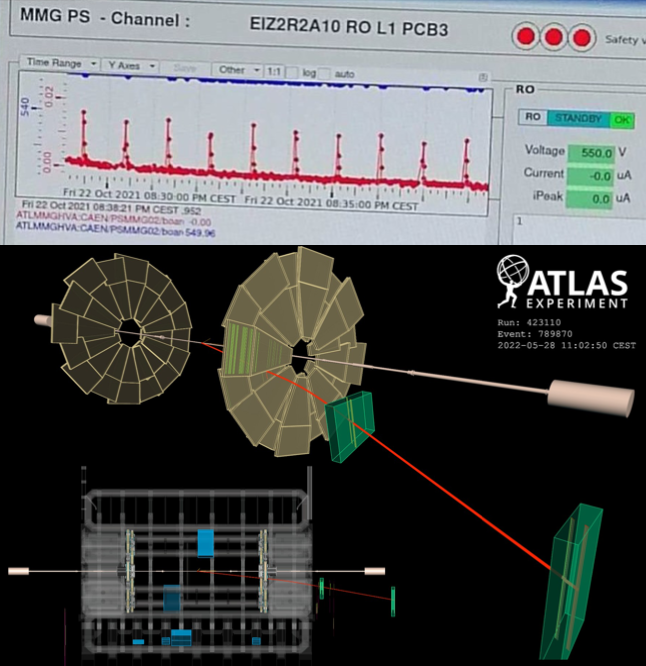 MMG PS - Channel : EIZ2R2A10 RO L1 PCB3
Safety
Time Range Y Axes Save Other 1:1 log auto
RO
RO STANDBY OK
Voltage 550.0 V
Current -0.0 uA
iPeak 0.0 uA
1
0.02
540
0.00
Fri 22 Oct 2021 08:30:00 PM CEST Fri 22 Oct 2021 08:35:00 PM CEST
Fri 22 Oct 2021 08:38:21 PM CEST .952
ATLMMGHVA:CAEN/PSMMG02/boan -0.00
ATLMMGHVA:CAEN/PSMMG02/boan 549.96
ATLAS
EXPERIMENT
Run: 423110
Event: 789870
2022-05-28 11:02:50 CEST